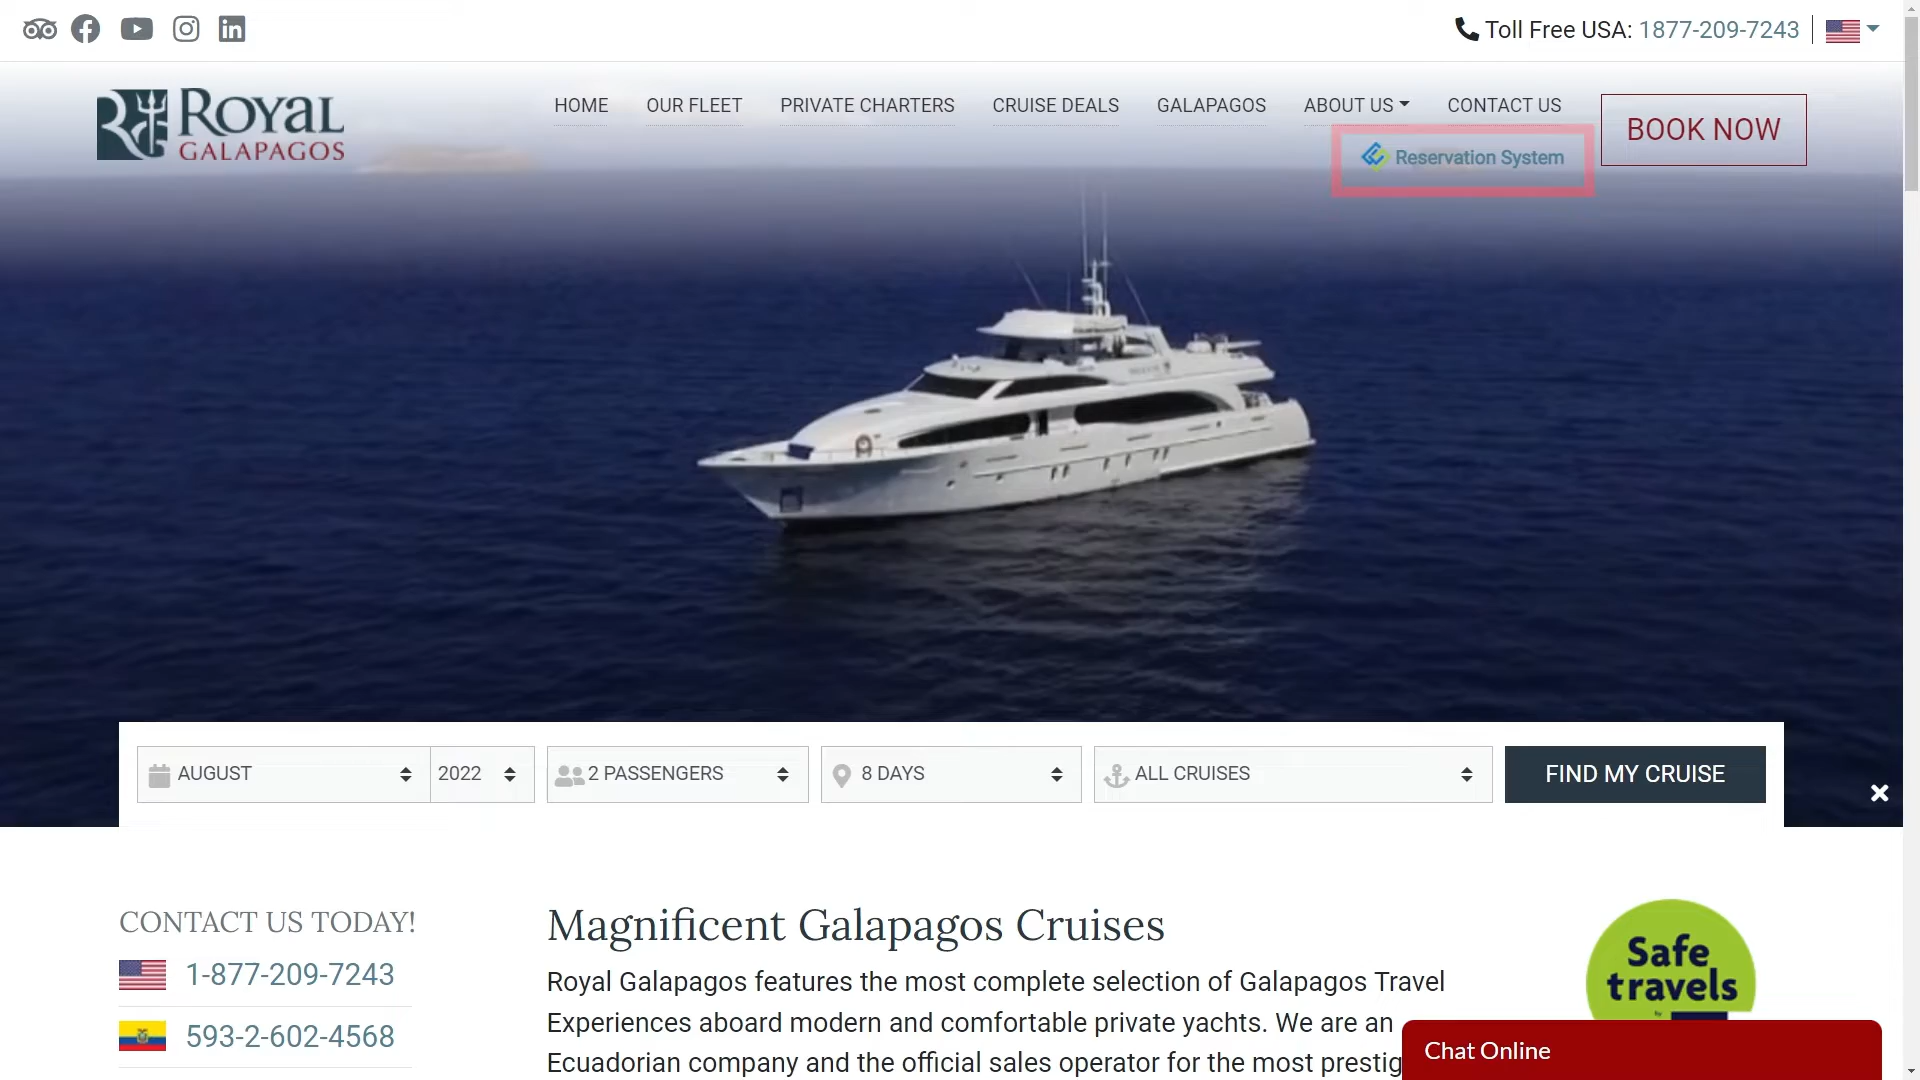 Toll Free USA: 1877-209-7243
ROYAL
GALAPAGOS
HOME OUR FLEET PRIVATE CHARTERS CRUISE DEALS GALAPAGOS ABOUT US CONTACT US
BOOK NOW
Reservation System
AUGUST 2022 2 PASSENGERS 8 DAYS ALL CRUISES FIND MY CRUISE
CONTACT US TODAY!
1-877-209-7243
593-2-602-4568
Magnificent Galapagos Cruises
Royal Galapagos features the most complete selection of Galapagos Travel
Experiences aboard modern and comfortable private yachts. We are an
Ecuadorian company and the official sales operator for the most prestig
Safe
travels
by
Chat Online